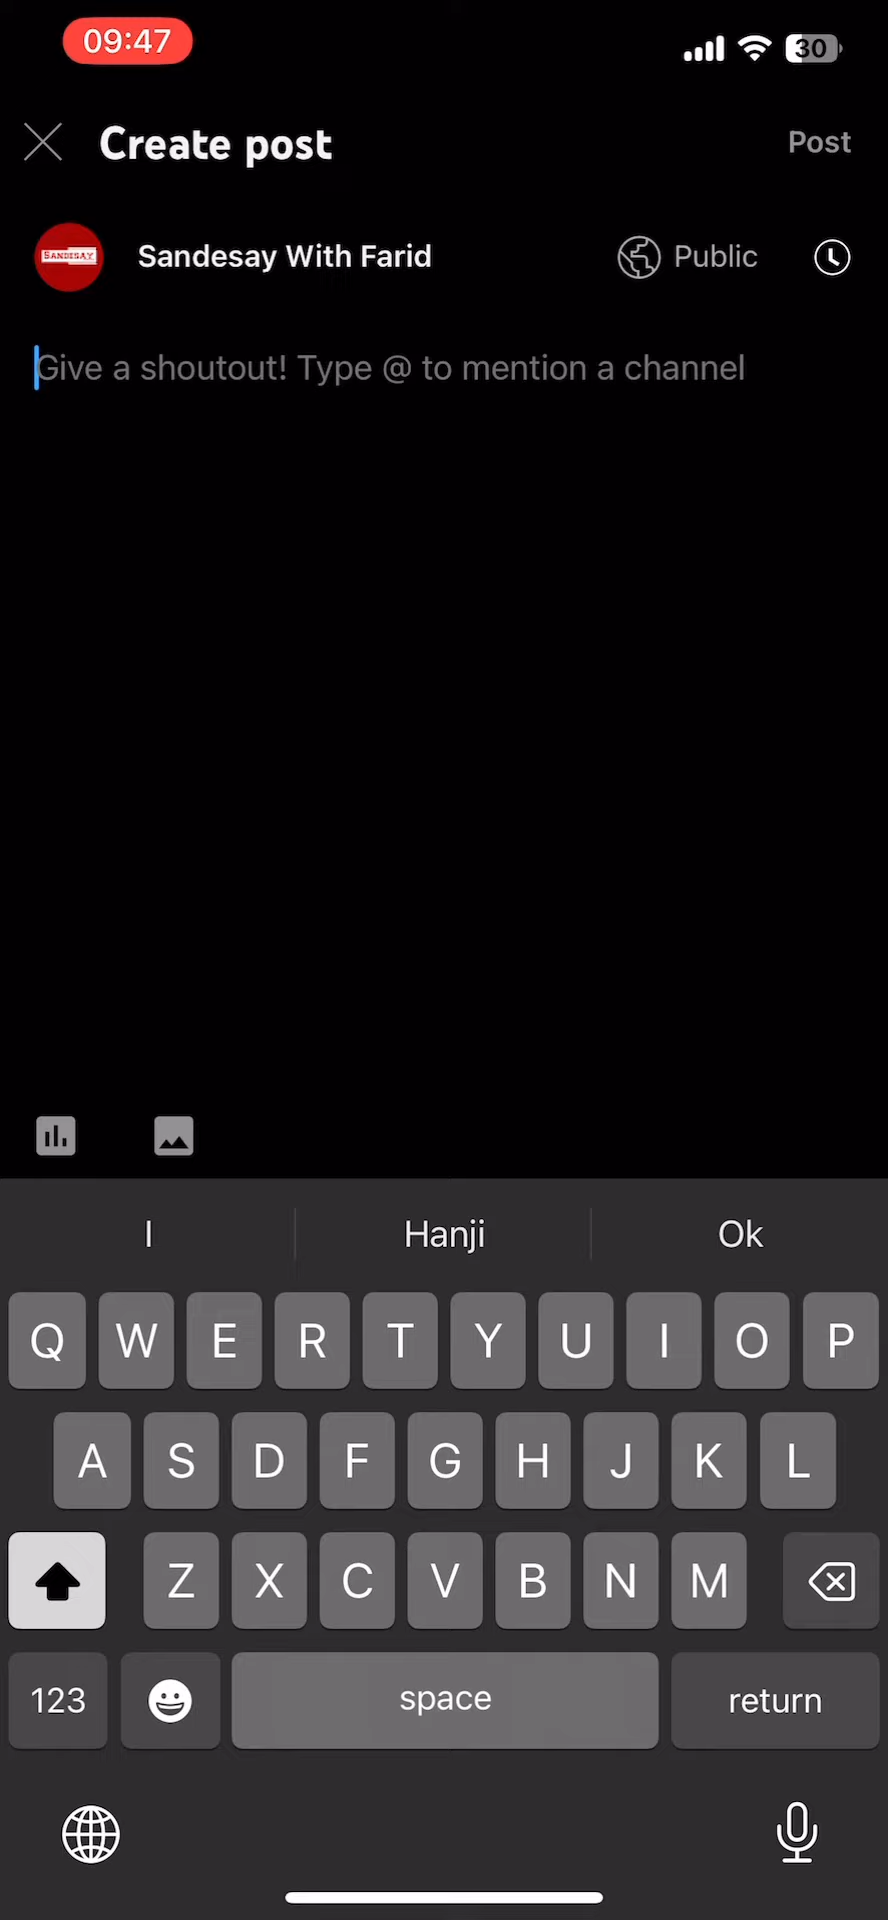 09:47
30
Create post
Post
SANDESAY
Sandesay With Farid
Public
Give a shoutout! Type @ to mention a channel
I
Hanji
Ok
Q W E R T Y U I O P
A S D F G H J K L
Z X C V B N M
123
space
return